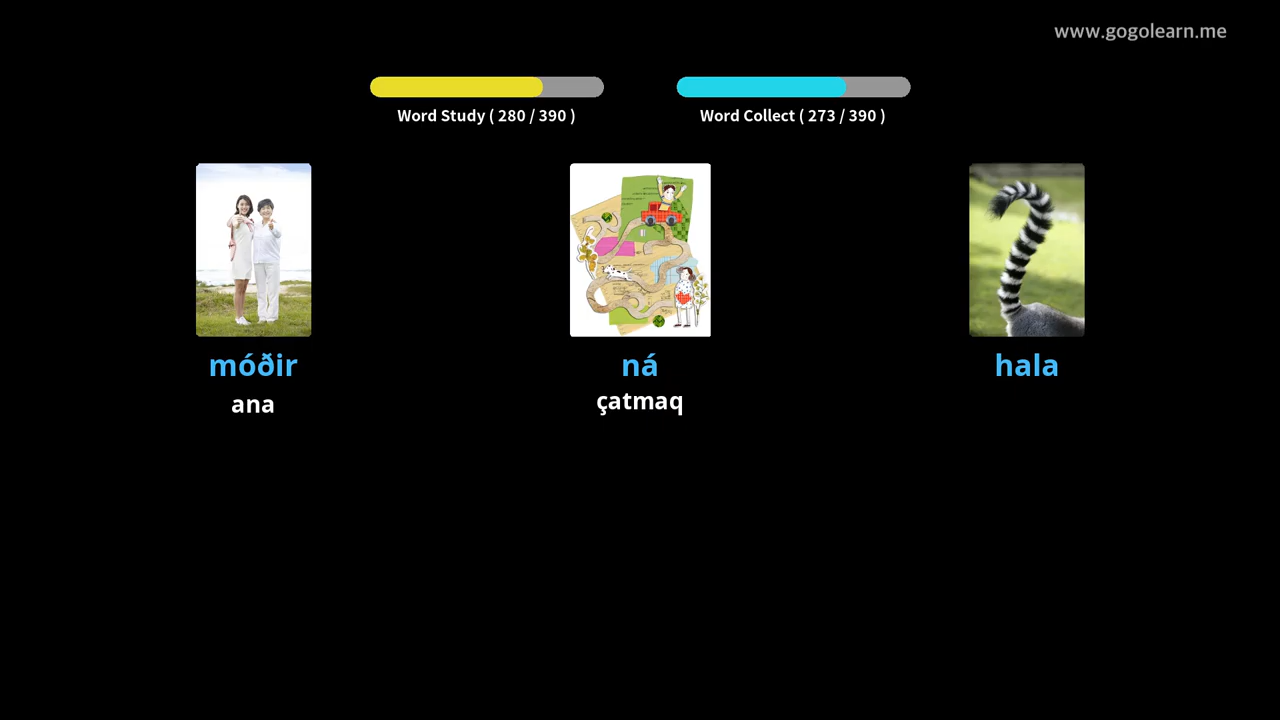 www.gogolearn.me
Word Study ( 280 / 390 )
Word Collect ( 273 / 390 )
móðir
ná
hala
ana
çatmaq